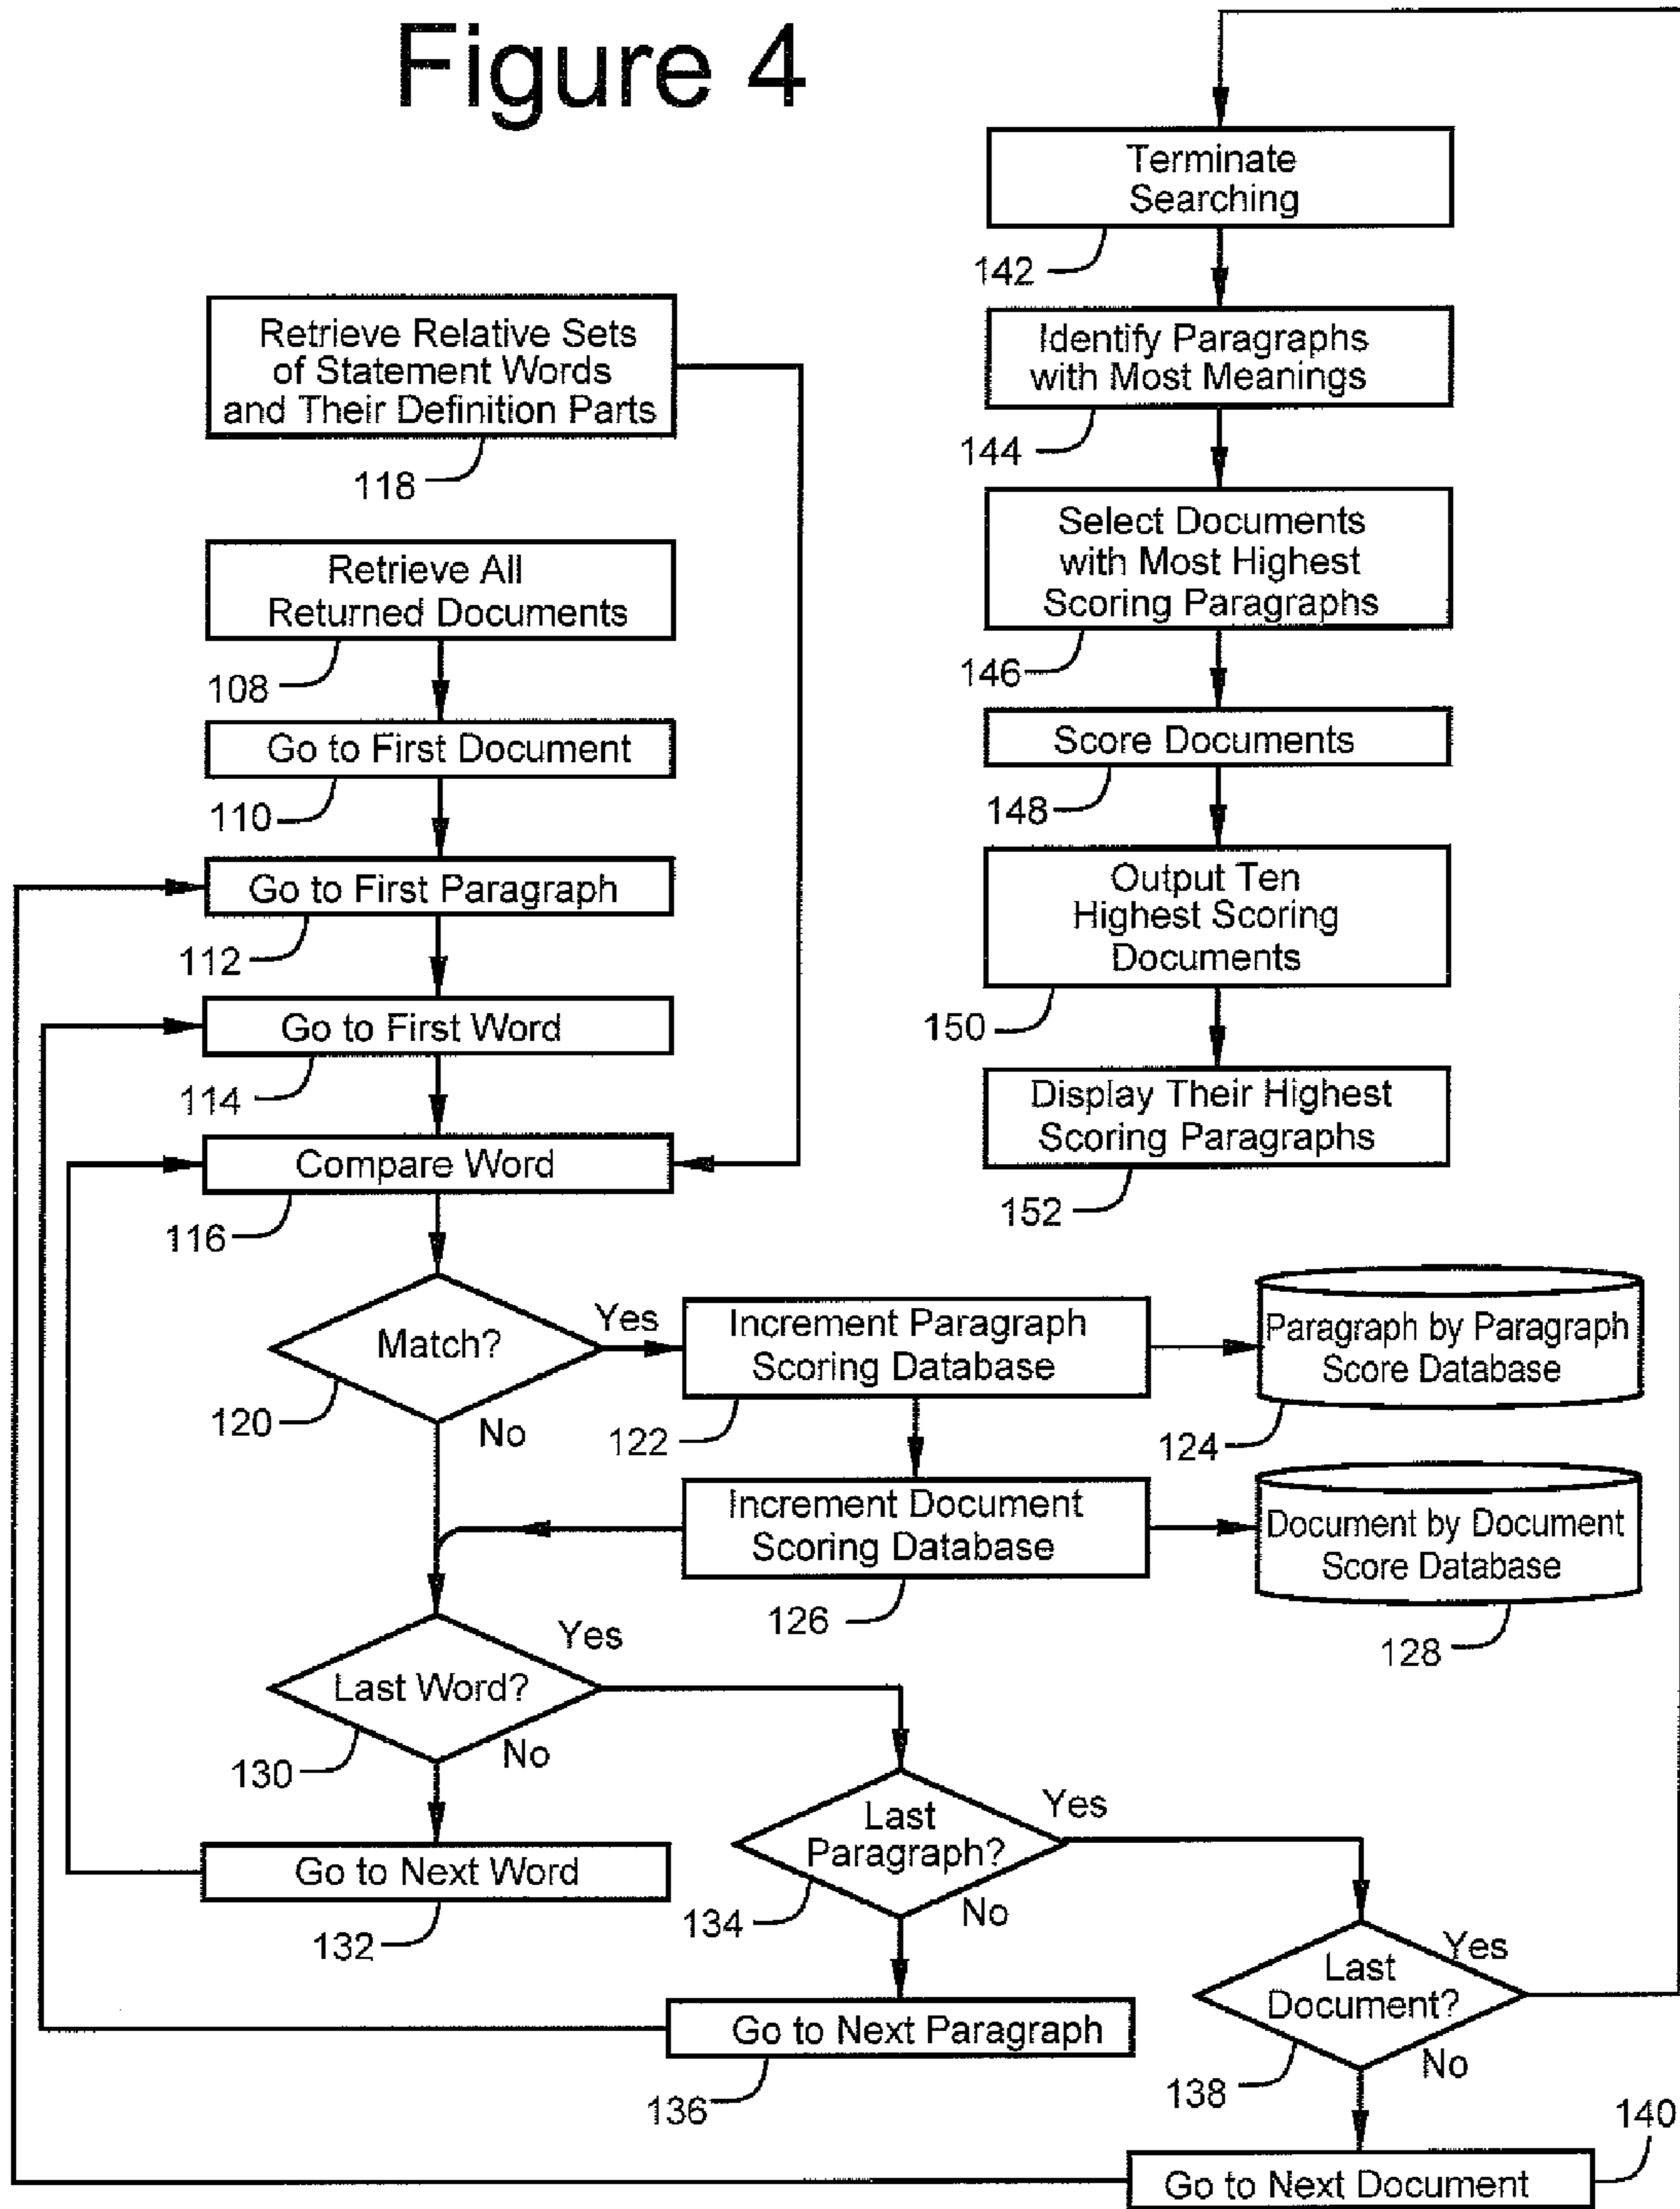 Figure 4
Retrieve Relative Sets
of Statement Words
and Their Definition Parts
118
Retrieve All
Returned Documents
108
Go to First Document
110
Go to First Paragraph
112
Go to First Word
114
Compare Word
116
Match?
Yes
No
120
Increment Paragraph
Scoring Database
122
Paragraph by Paragraph
Score Database
124
Increment Document
Scoring Database
126
Document by Document
Score Database
128
Last Word?
Yes
No
130
Go to Next Word
132
Last
Paragraph?
Yes
No
134
Go to Next Paragraph
136
Last
Document?
Yes
No
138
Go to Next Document
140
Terminate
Searching
142
Identify Paragraphs
with Most Meanings
144
Select Documents
with Most Highest
Scoring Paragraphs
146
Score Documents
148
Output Ten
Highest Scoring
Documents
150
Display Their Highest
Scoring Paragraphs
152